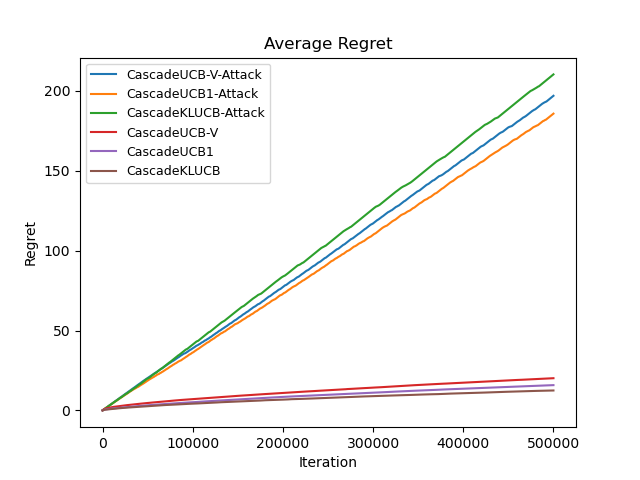 Average Regret
CascadeUCB-V-Attack
CascadeUCB1-Attack
CascadeKLUCB-Attack
CascadeUCB-V
CascadeUCB1
CascadeKLUCB
200
150
100
50
0
Regret
0 100000 200000 300000 400000 500000
Iteration